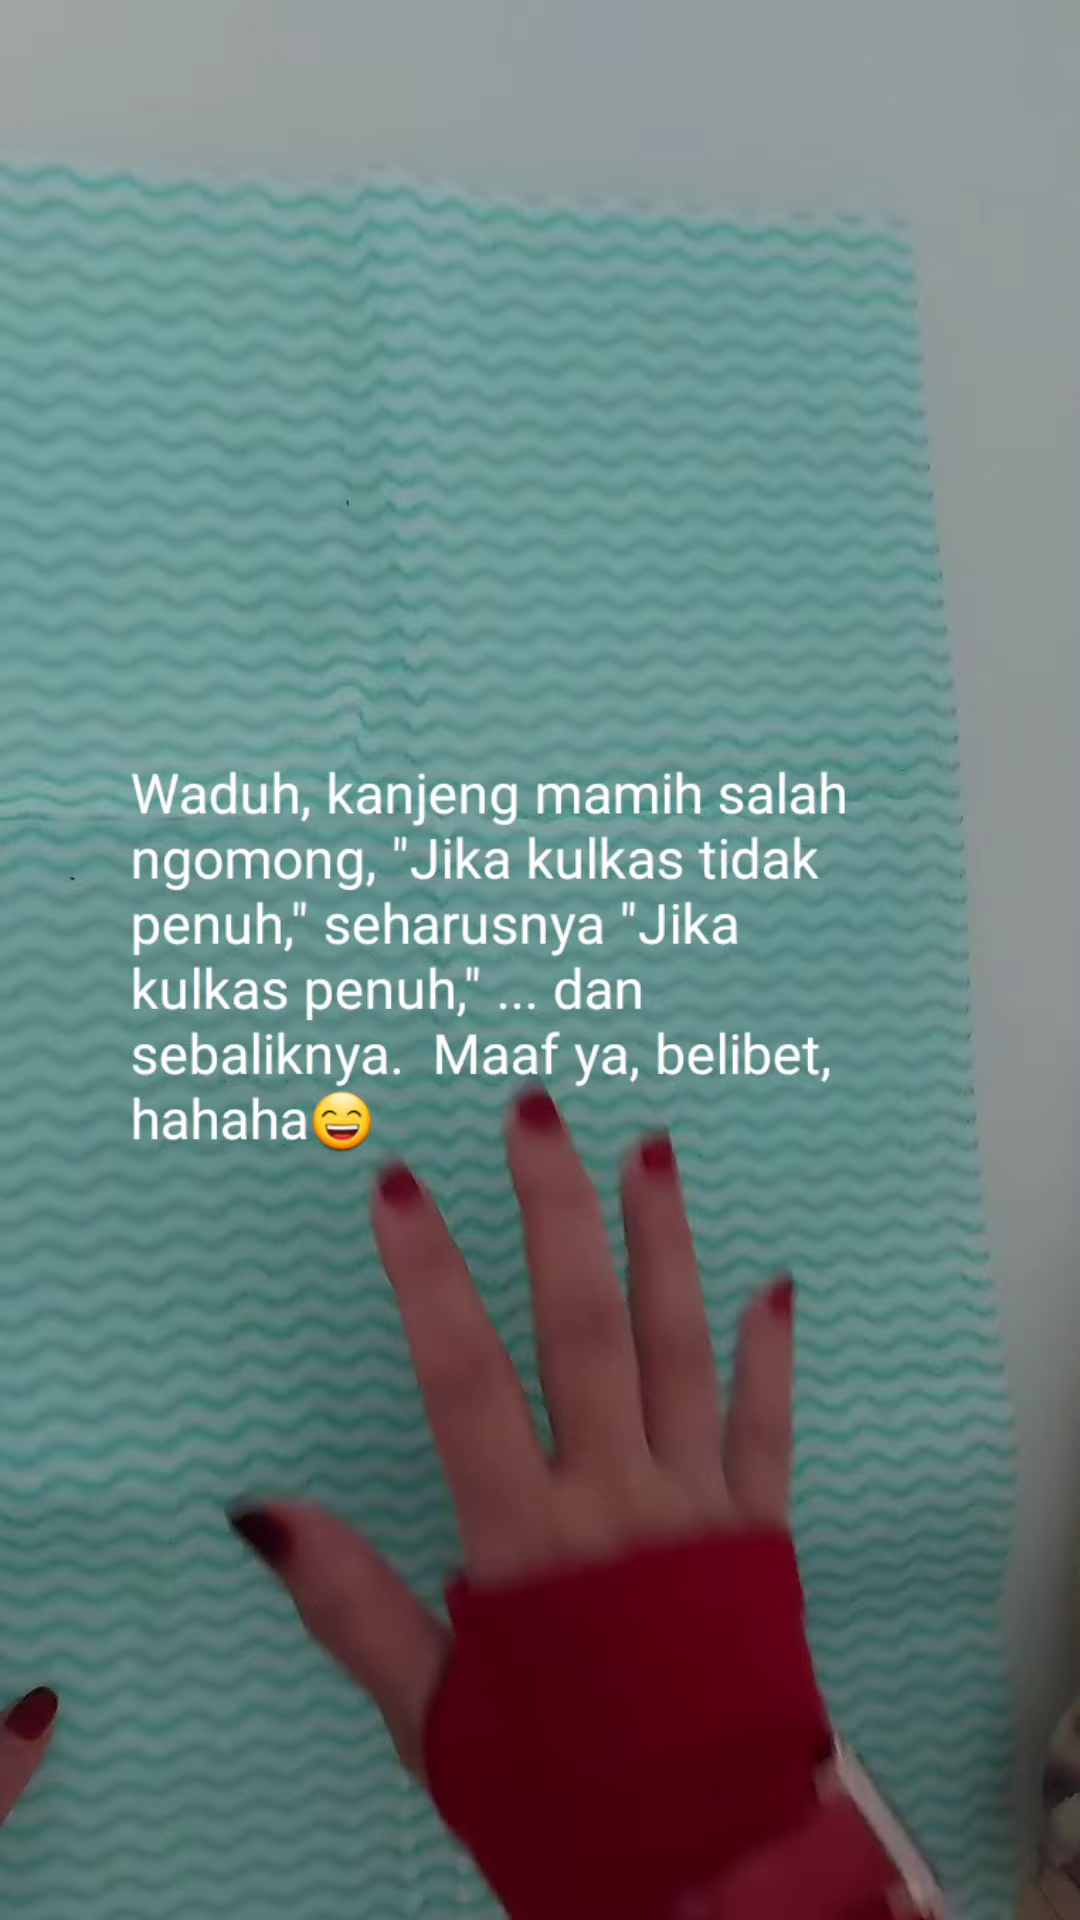 Waduh, kanjeng mamih salah
ngomong, "Jika kulkas tidak
penuh," seharusnya "Jika
kulkas penuh," ... dan
sebaliknya.  Maaf ya, belibet,
hahaha😄